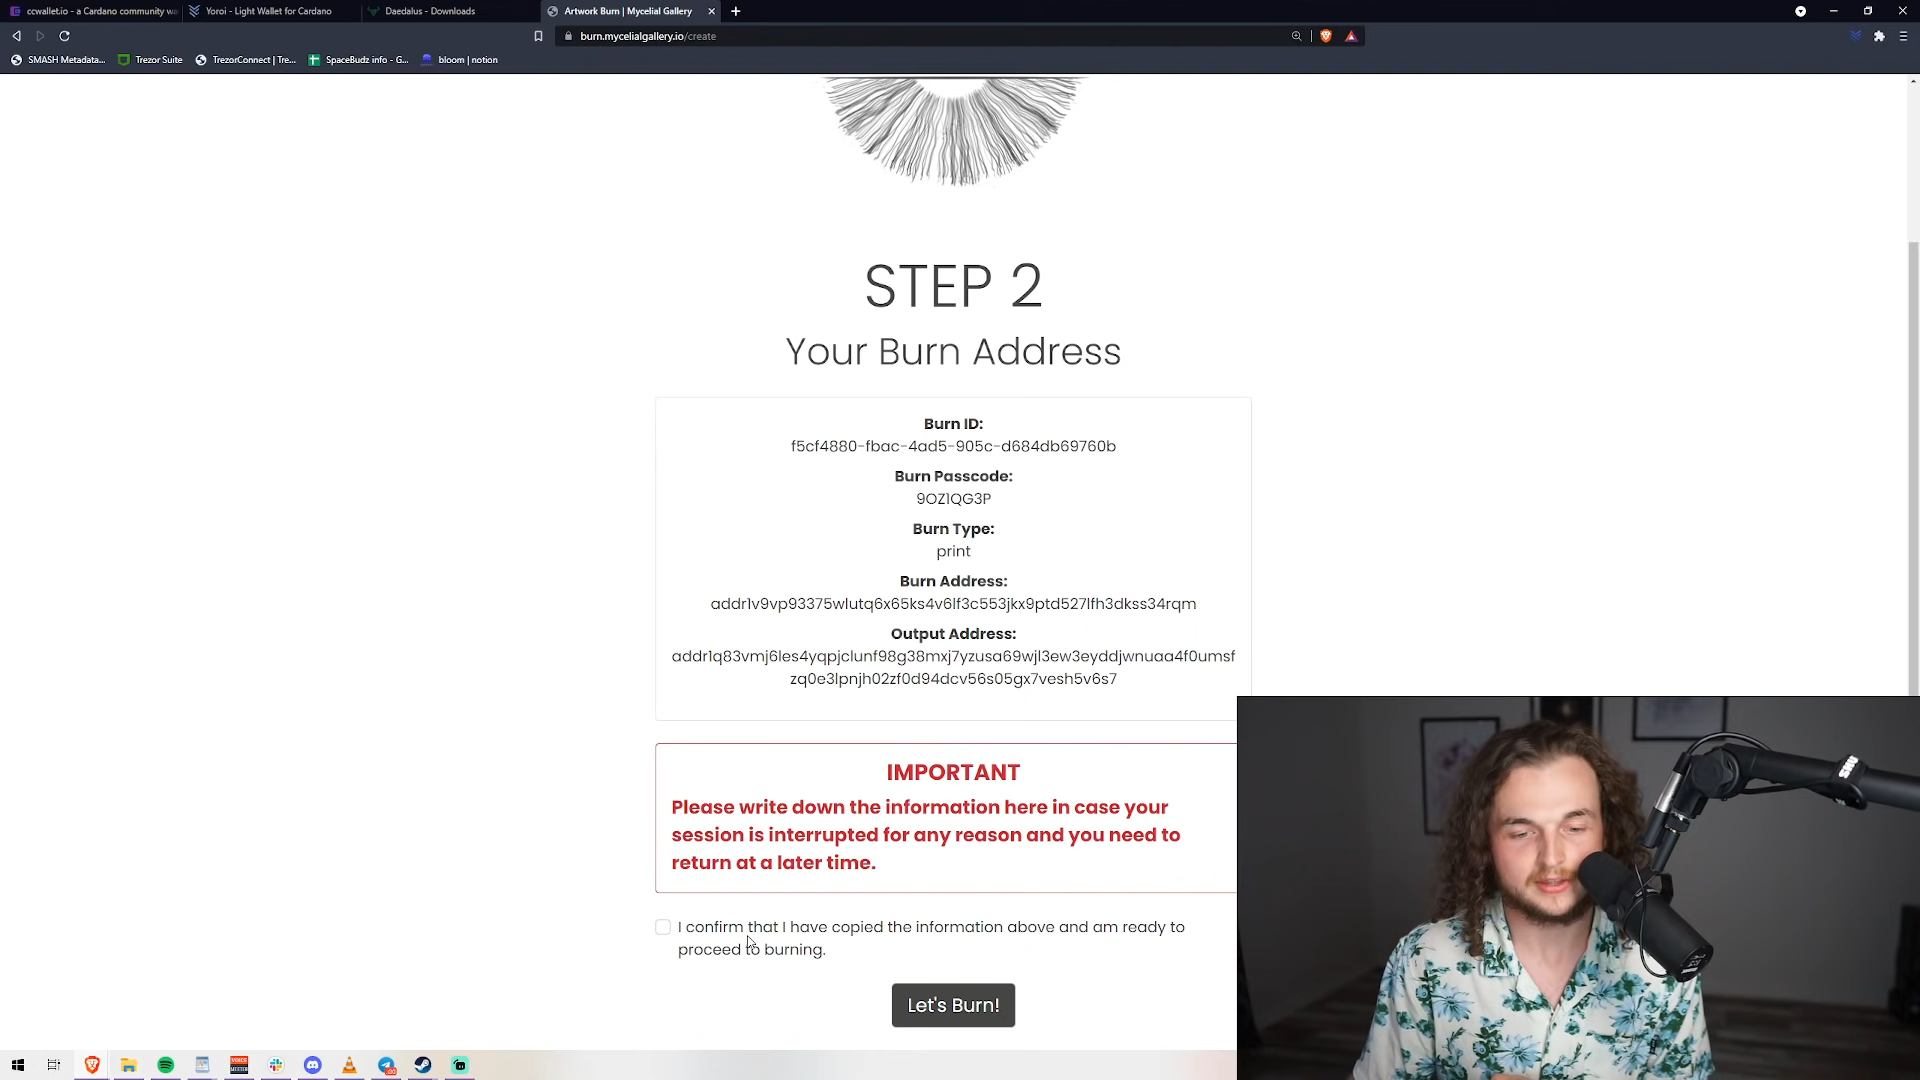 ccwallet.io - a Cardano community wa
Yoroi - Light Wallet for Cardano
Daedalus - Downloads
Artwork Burn | Mycelial Gallery
burn.mycelialgallery.io/create
SMASH Metadata...
Trezor Suite
TrezorConnect | Tre...
SpaceBudz info - G...
bloom | notion
STEP 2
Your Burn Address
Burn ID:
f5cf4880-fbac-4ad5-905c-d684db69760b
Burn Passcode:
9OZ1QG3P
Burn Type:
print
Burn Address:
addr1v9vp93375wlutq6x65ks4v6lf3c553jkx9ptd527lfh3dkss34rqm
Output Address:
addr1q83vmj6les4yqpjclunf98g38mxj7yzusa69wjl3ew3eyddjwnuaa4f0umsf
zq0e3lpnjh02zf0d94dcv56s05gx7vesh5v6s7
IMPORTANT
Please write down the information here in case your
session is interrupted for any reason and you need to
return at a later time.
I confirm that I have copied the information above and am ready to
proceed to burning.
Let's Burn!